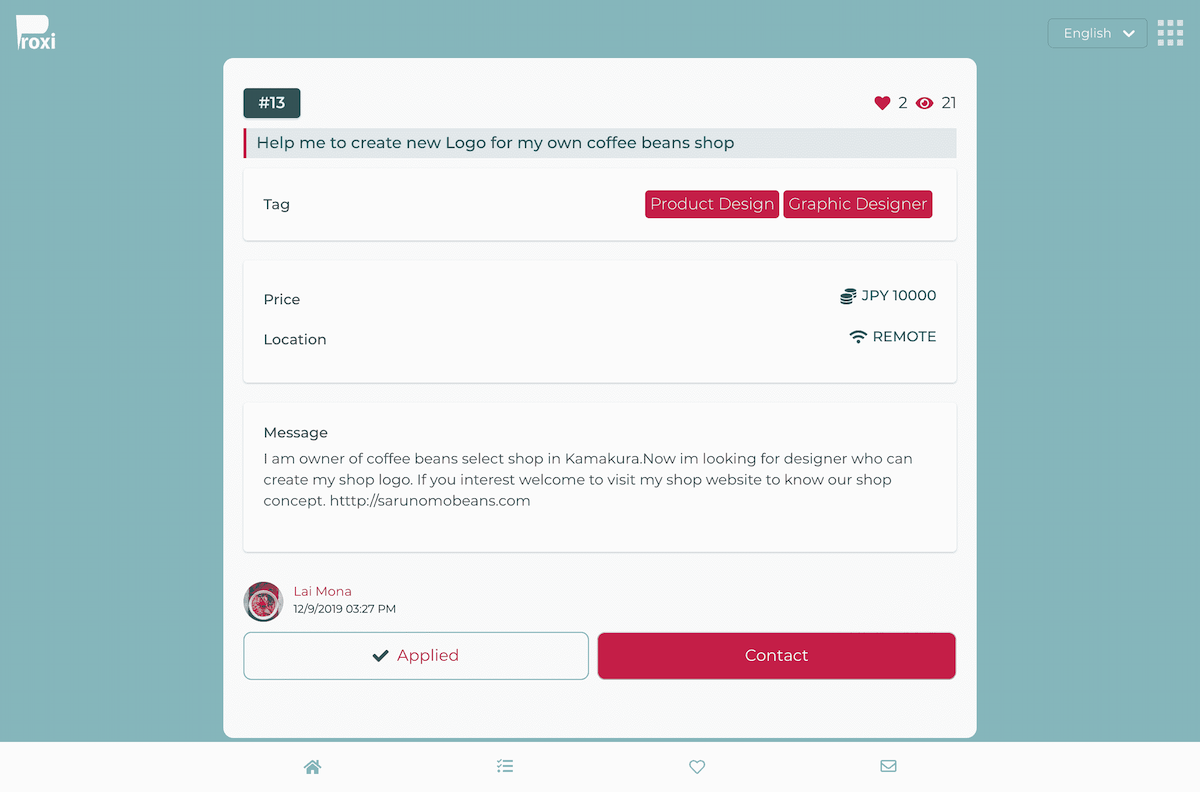 Proxi
English
#13
2 21
Help me to create new Logo for my own coffee beans shop
Tag
Product Design Graphic Designer
Price
JPY 10000
Location
REMOTE
Message
I am owner of coffee beans select shop in Kamakura.Now im looking for designer who can
create my shop logo. If you interest welcome to visit my shop website to know our shop
concept. htttp://sarunomobeans.com
Lai Mona
12/9/2019 03:27 PM
Applied
Contact